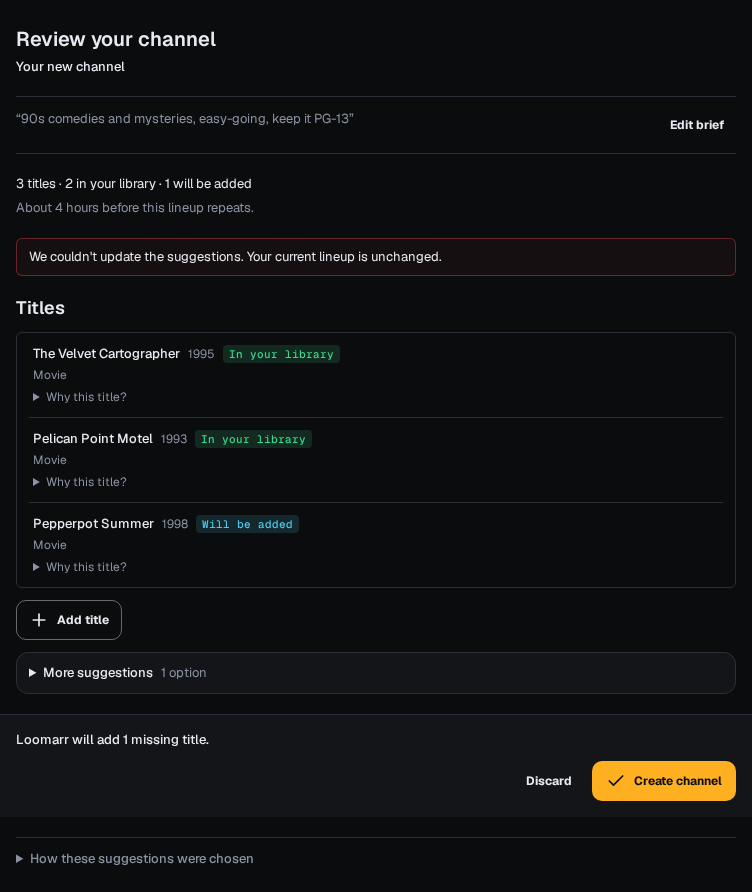 Review your channel
Your new channel
“90s comedies and mysteries, easy-going, keep it PG-13”
Edit brief
3 titles · 2 in your library · 1 will be added
About 4 hours before this lineup repeats.
We couldn't update the suggestions. Your current lineup is unchanged.
Titles
The Velvet Cartographer 1995 In your library
Movie
Why this title?
Pelican Point Motel 1993 In your library
Movie
Why this title?
Pepperpot Summer 1998 Will be added
Movie
Why this title?
Add title
More suggestions 1 option
Loomarr will add 1 missing title.
Discard
Create channel
How these suggestions were chosen